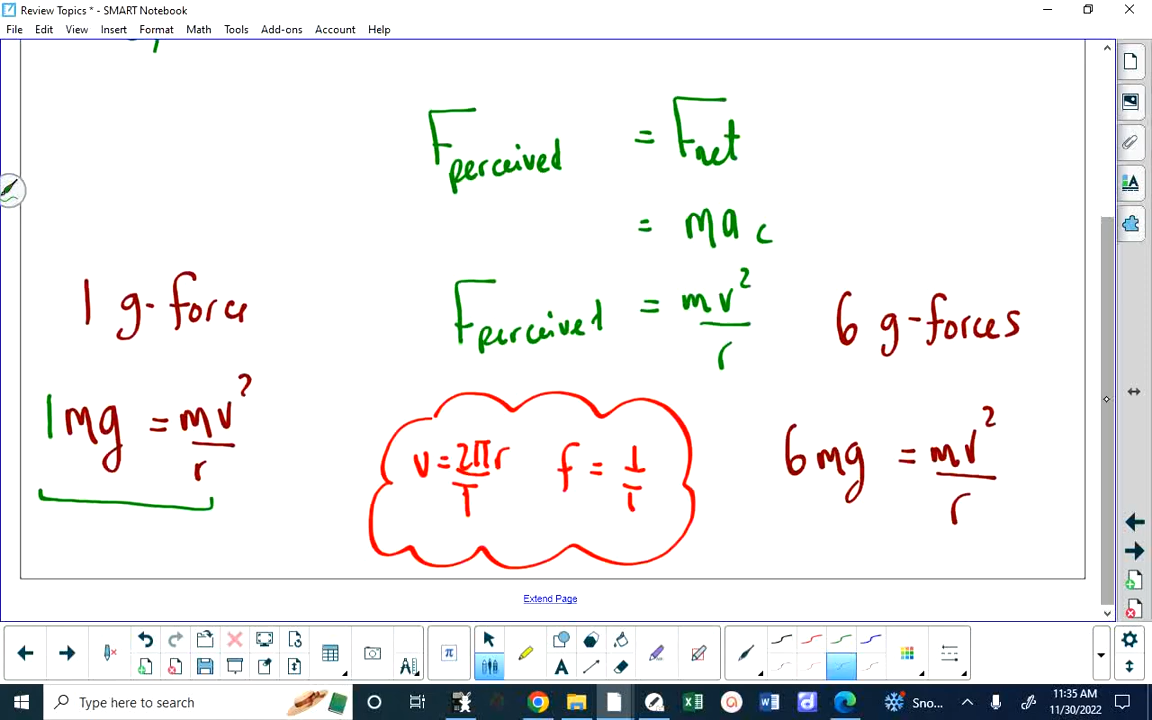 Review Topics * - SMART Notebook
File Edit View Insert Format Math Tools Add-ons Account Help
F perceived = F net
= ma c
1 g-force
F perceived = mv² / r
6 g-forces
1mg = mv² / r
v = 2πr / T f = 1 / T
6mg = mv² / r
Extend Page
π
A
Type here to search
Sno...
11:35 AM
11/30/2022